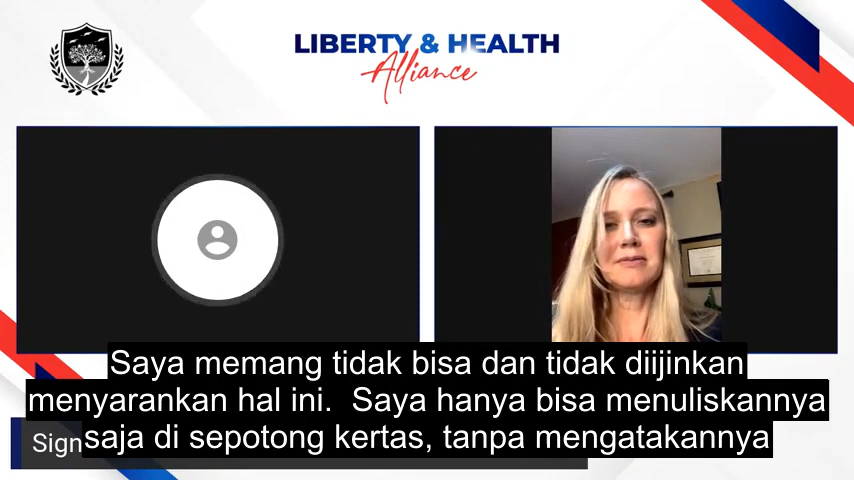 LIBERTY & HEALTH
Alliance
Saya memang tidak bisa dan tidak diijinkan
menyarankan hal ini.  Saya hanya bisa menuliskannya
saja di sepotong kertas, tanpa mengatakannya
Sign